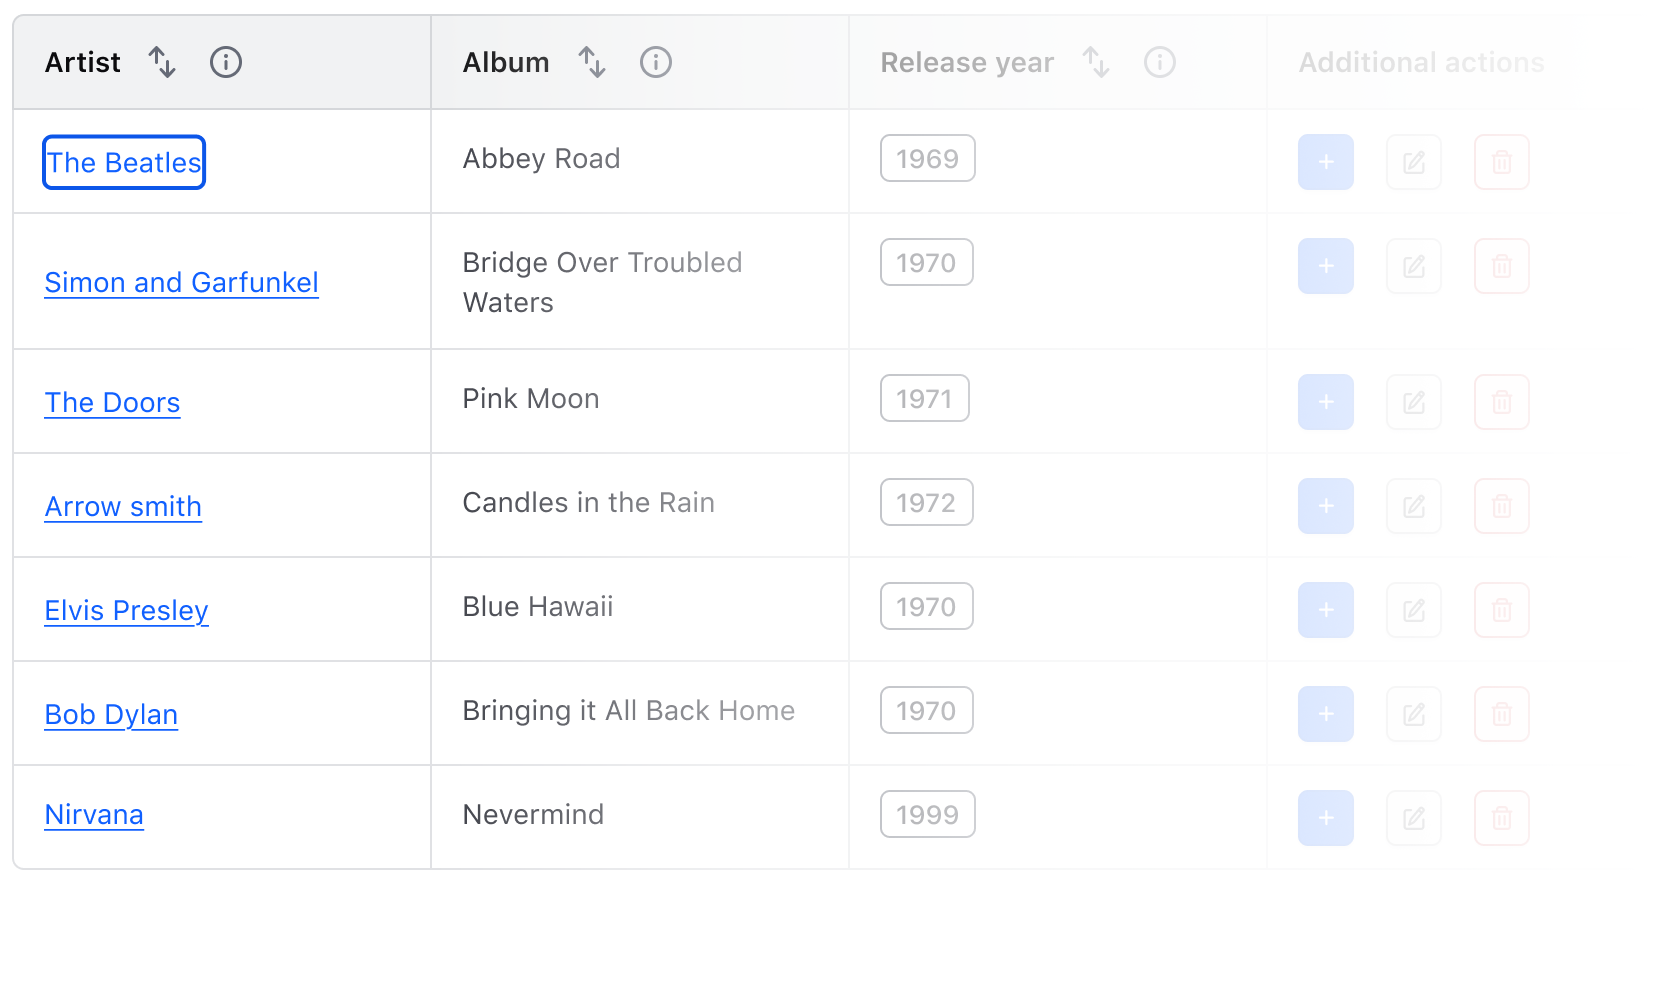 Artist Album Release year Additional actions
The Beatles Abbey Road 1969
Simon and Garfunkel Bridge Over Troubled 1970
Waters
The Doors Pink Moon 1971
Arrow smith Candles in the Rain 1972
Elvis Presley Blue Hawaii 1970
Bob Dylan Bringing it All Back Home 1970
Nirvana Nevermind 1999